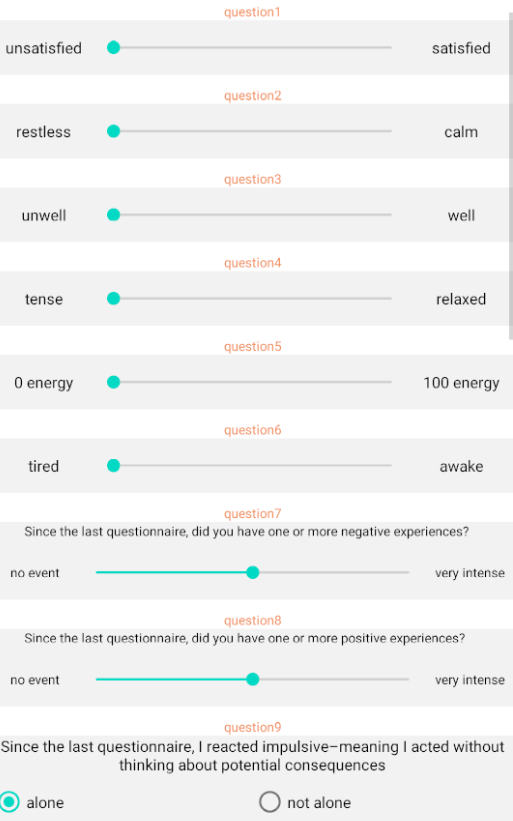 question1
unsatisfied satisfied
question2
restless calm
question3
unwell well
question4
tense relaxed
question5
0 energy 100 energy
question6
tired awake
question7
Since the last questionnaire, did you have one or more negative experiences?
no event very intense
question8
Since the last questionnaire, did you have one or more positive experiences?
no event very intense
question9
Since the last questionnaire, I reacted impulsive–meaning I acted without
thinking about potential consequences
alone not alone